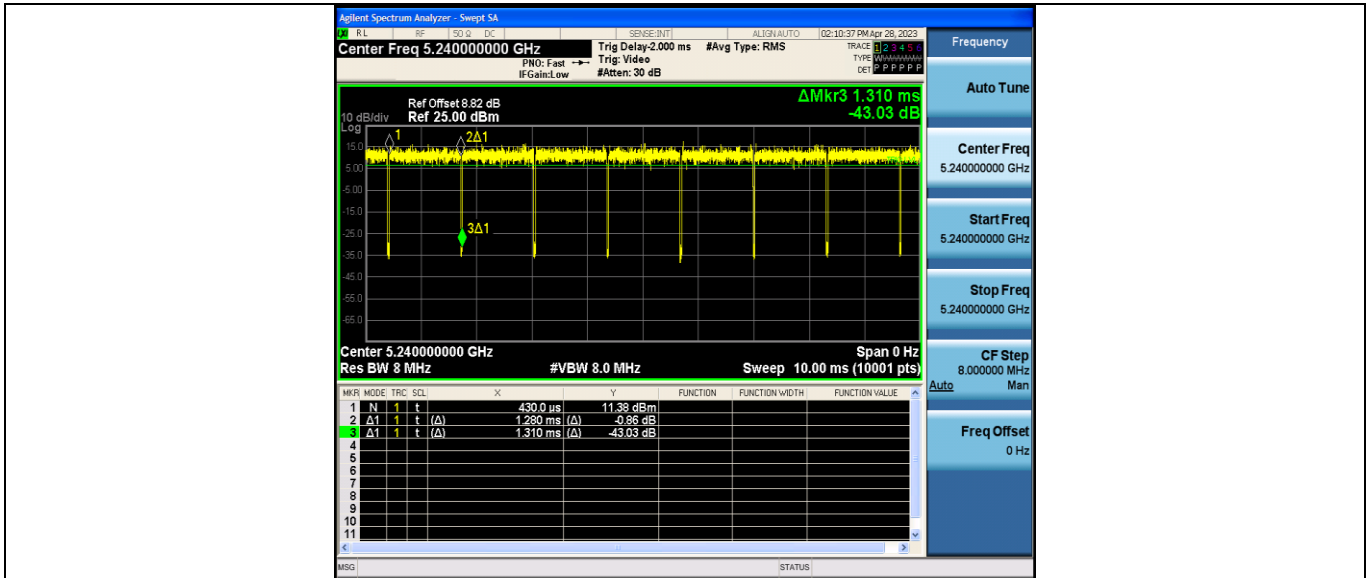 Agilent Spectrum Analyzer - Swept SA
RL RF 50 Ω DC SENSE:INT ALIGN AUTO 02:10:37 PM Apr 28, 2023
Center Freq 5.240000000 GHz
PNO: Fast
IFGain:Low
Trig Delay-2.000 ms
Trig: Video
#Atten: 30 dB
#Avg Type: RMS
TRACE 1 2 3 4 5 6
TYPE
DET P P P P P P
ΔMkr3 1.310 ms
-43.03 dB
Ref Offset 8.82 dB
10 dB/div Ref 25.00 dBm
Log
15.0
5.00
-5.00
-15.0
-25.0
-35.0
-45.0
-55.0
-65.0
1
2Δ1
3Δ1
Center 5.240000000 GHz Span 0 Hz
Res BW 8 MHz #VBW 8.0 MHz Sweep 10.00 ms (10001 pts)
MKR MODE TRC SCL X Y FUNCTION FUNCTION WIDTH FUNCTION VALUE
1 N 1 t 430.0 µs 11.38 dBm
2 Δ1 1 t (Δ) 1.280 ms (Δ) -0.86 dB
3 Δ1 1 t (Δ) 1.310 ms (Δ) -43.03 dB
4
5
6
7
8
9
10
11
MSG STATUS
Frequency
Auto Tune
Center Freq
5.240000000 GHz
Start Freq
5.240000000 GHz
Stop Freq
5.240000000 GHz
CF Step
8.000000 MHz
Auto Man
Freq Offset
0 Hz